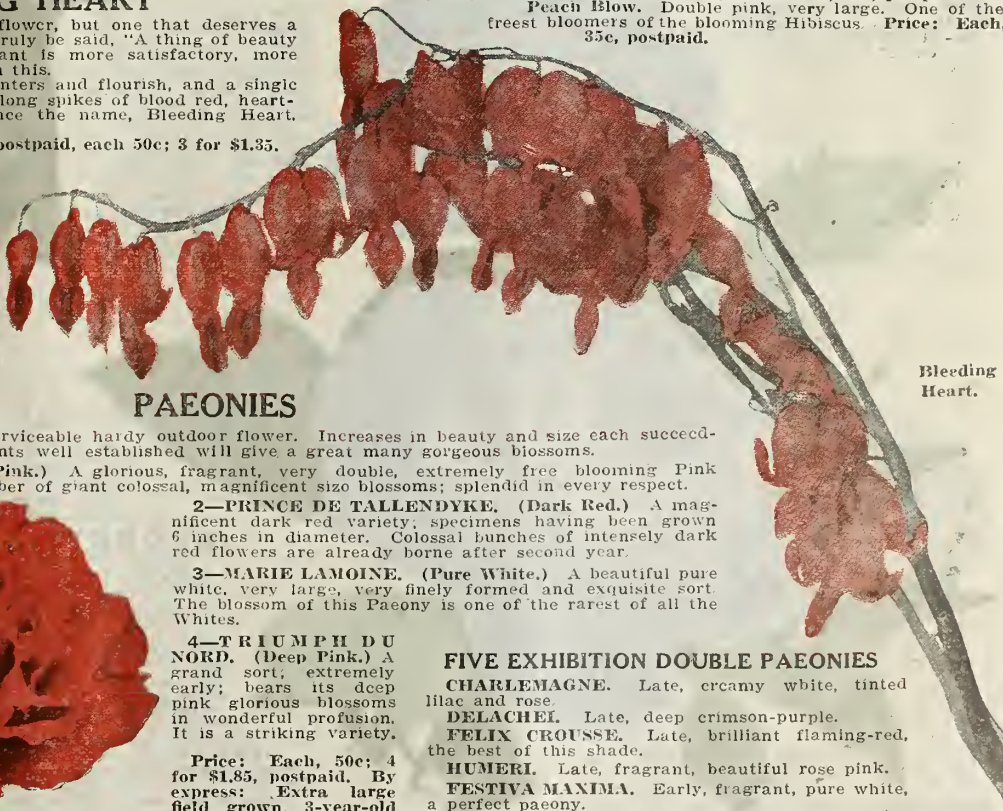 G HEART
flower, but one that deserves a
ruly be said, "A thing of beauty
ant is more satisfactory, more
this.
nters and flourish, and a single
long spikes of blood red, heart-
nce the name, Bleeding Heart.
postpaid, each 50c; 3 for $1.35.
Peach Blow. Double pink, very large. One of the
freest bloomers of the blooming Hibiscus. Price: Each,
35c, postpaid.
Bleeding
Heart.
PAEONIES
rviceable hardy outdoor flower. Increases in beauty and size each succeed-
nts well established will give a great many gorgeous blossoms.
Pink.) A glorious, fragrant, very double, extremely free blooming Pink
ber of giant colossal, magnificent size blossoms; splendid in every respect.
2—PRINCE DE TALLENDYKE. (Dark Red.) A mag-
nificent dark red variety; specimens having been grown
6 inches in diameter. Colossal bunches of intensely dark
red flowers are already borne after second year.
3—MARIE LAMOINE. (Pure White.) A beautiful pure
white, very large, very finely formed and exquisite sort.
The blossom of this Paeony is one of the rarest of all the
Whites.
4—TRIUMPH DU
NORD. (Deep Pink.) A
grand sort; extremely
early; bears its deep
pink glorious blossoms
in wonderful profusion.
It is a striking variety.
Price: Each, 50c; 4
for $1.85, postpaid. By
express: Extra large
field grown, 3-year-old
FIVE EXHIBITION DOUBLE PAEONIES
CHARLEMAGNE. Late, creamy white, tinted
lilac and rose.
DELACHEI. Late, deep crimson-purple.
FELIX CROUSSE. Late, brilliant flaming-red,
the best of this shade.
HUMERI. Late, fragrant, beautiful rose pink.
FESTIVA MAXIMA. Early, fragrant, pure white,
a perfect paeony.